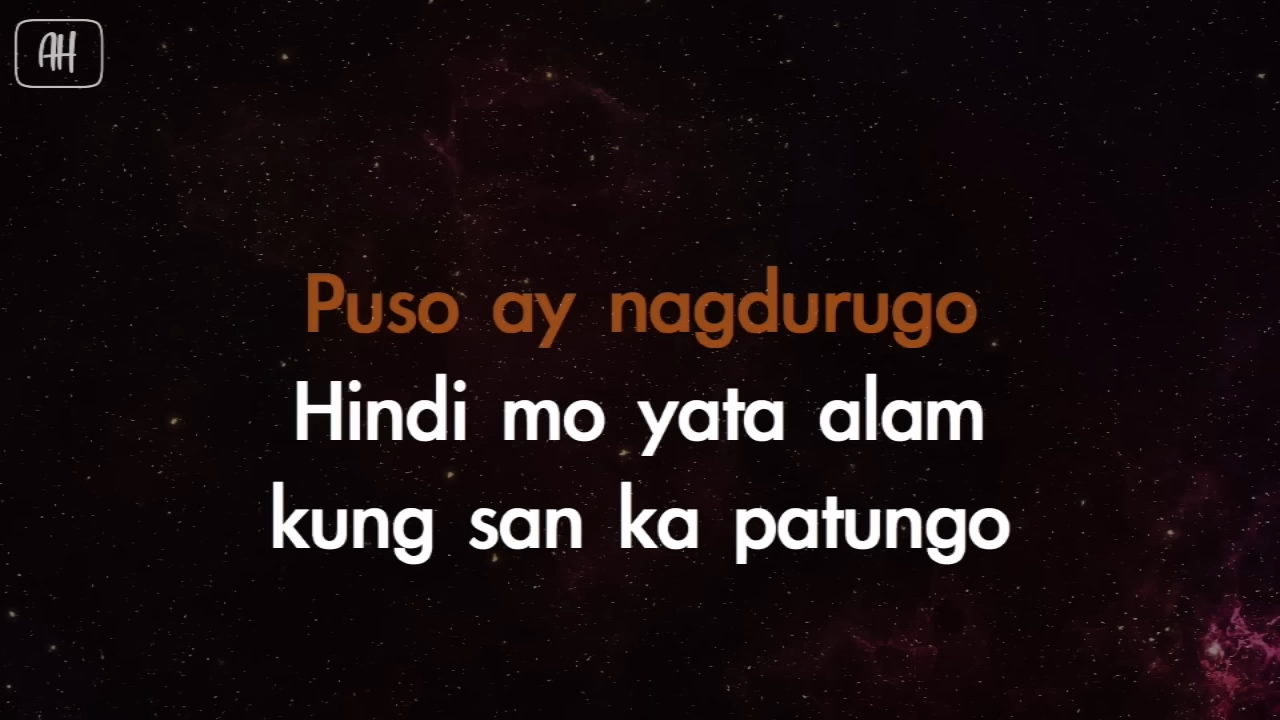 AH
Puso ay nagdurugo
Hindi mo yata alam
kung san ka patungo